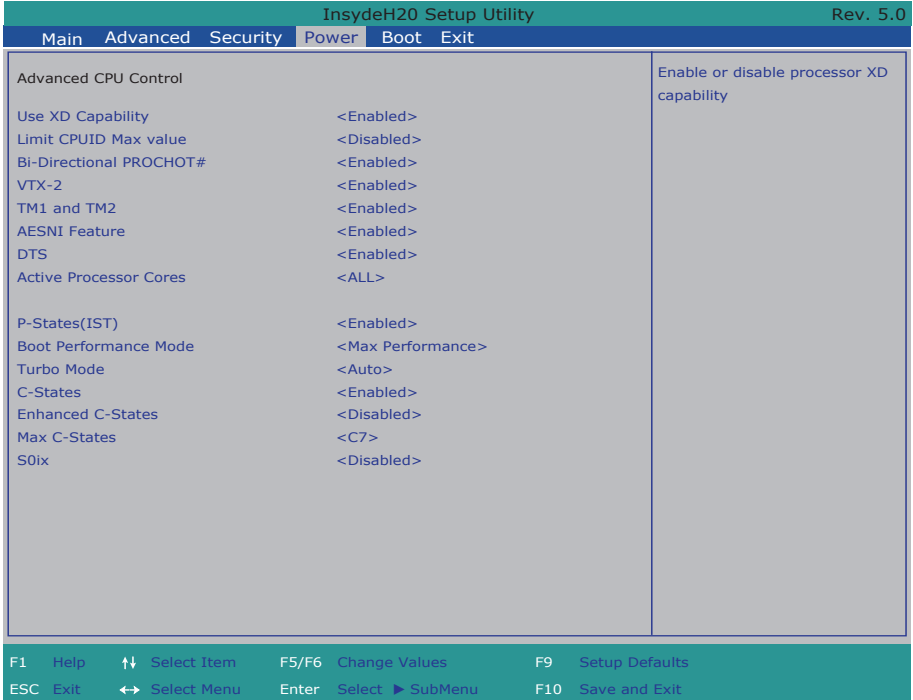 InsydeH20 Setup Utility Rev. 5.0
Main Advanced Security Power Boot Exit
Advanced CPU Control
Use XD Capability <Enabled>
Limit CPUID Max value <Disabled>
Bi-Directional PROCHOT# <Enabled>
VTX-2 <Enabled>
TM1 and TM2 <Enabled>
AESNI Feature <Enabled>
DTS <Enabled>
Active Processor Cores <ALL>
P-States(IST) <Enabled>
Boot Performance Mode <Max Performance>
Turbo Mode <Auto>
C-States <Enabled>
Enhanced C-States <Disabled>
Max C-States <C7>
S0ix <Disabled>
Enable or disable processor XD
capability
F1 Help ↑↓ Select Item F5/F6 Change Values F9 Setup Defaults
ESC Exit ↔ Select Menu Enter Select ▶ SubMenu F10 Save and Exit